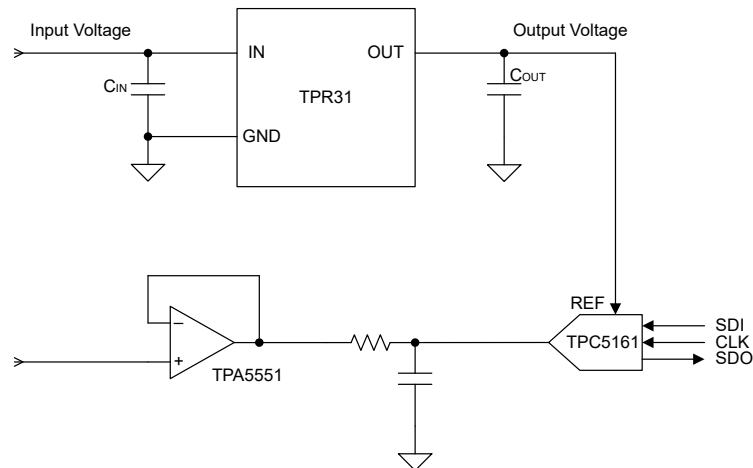 Input Voltage
Output Voltage
IN
OUT
CIN
COUT
TPR31
GND
REF
−
+
TPA5551
TPC5161
SDI
CLK
SDO